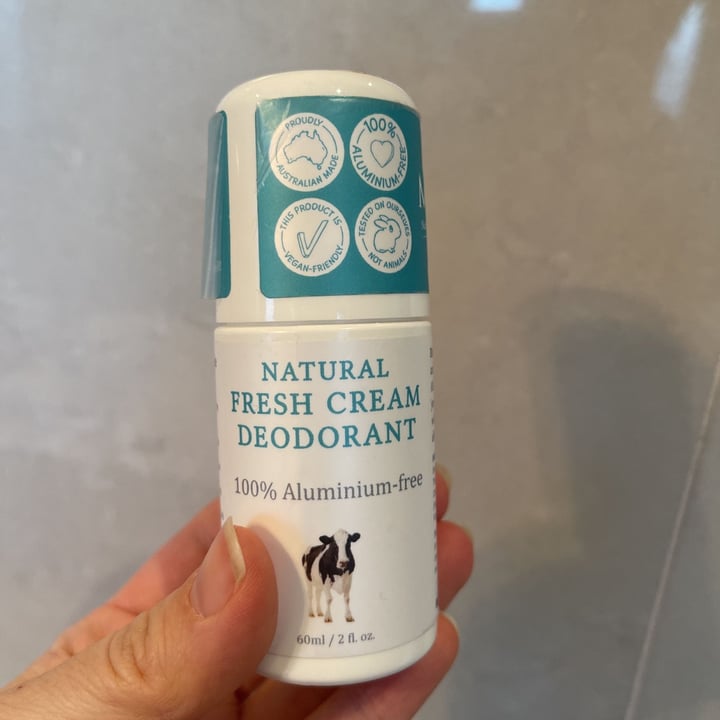 PROUDLY
AUSTRALIAN MADE
100%
ALUMINIUM-FREE
THIS PRODUCT IS
VEGAN-FRIENDLY
TESTED ON OURSELVES
NOT ANIMALS
NATURAL
FRESH CREAM
DEODORANT
100% Aluminium-free
60ml / 2 fl. oz.